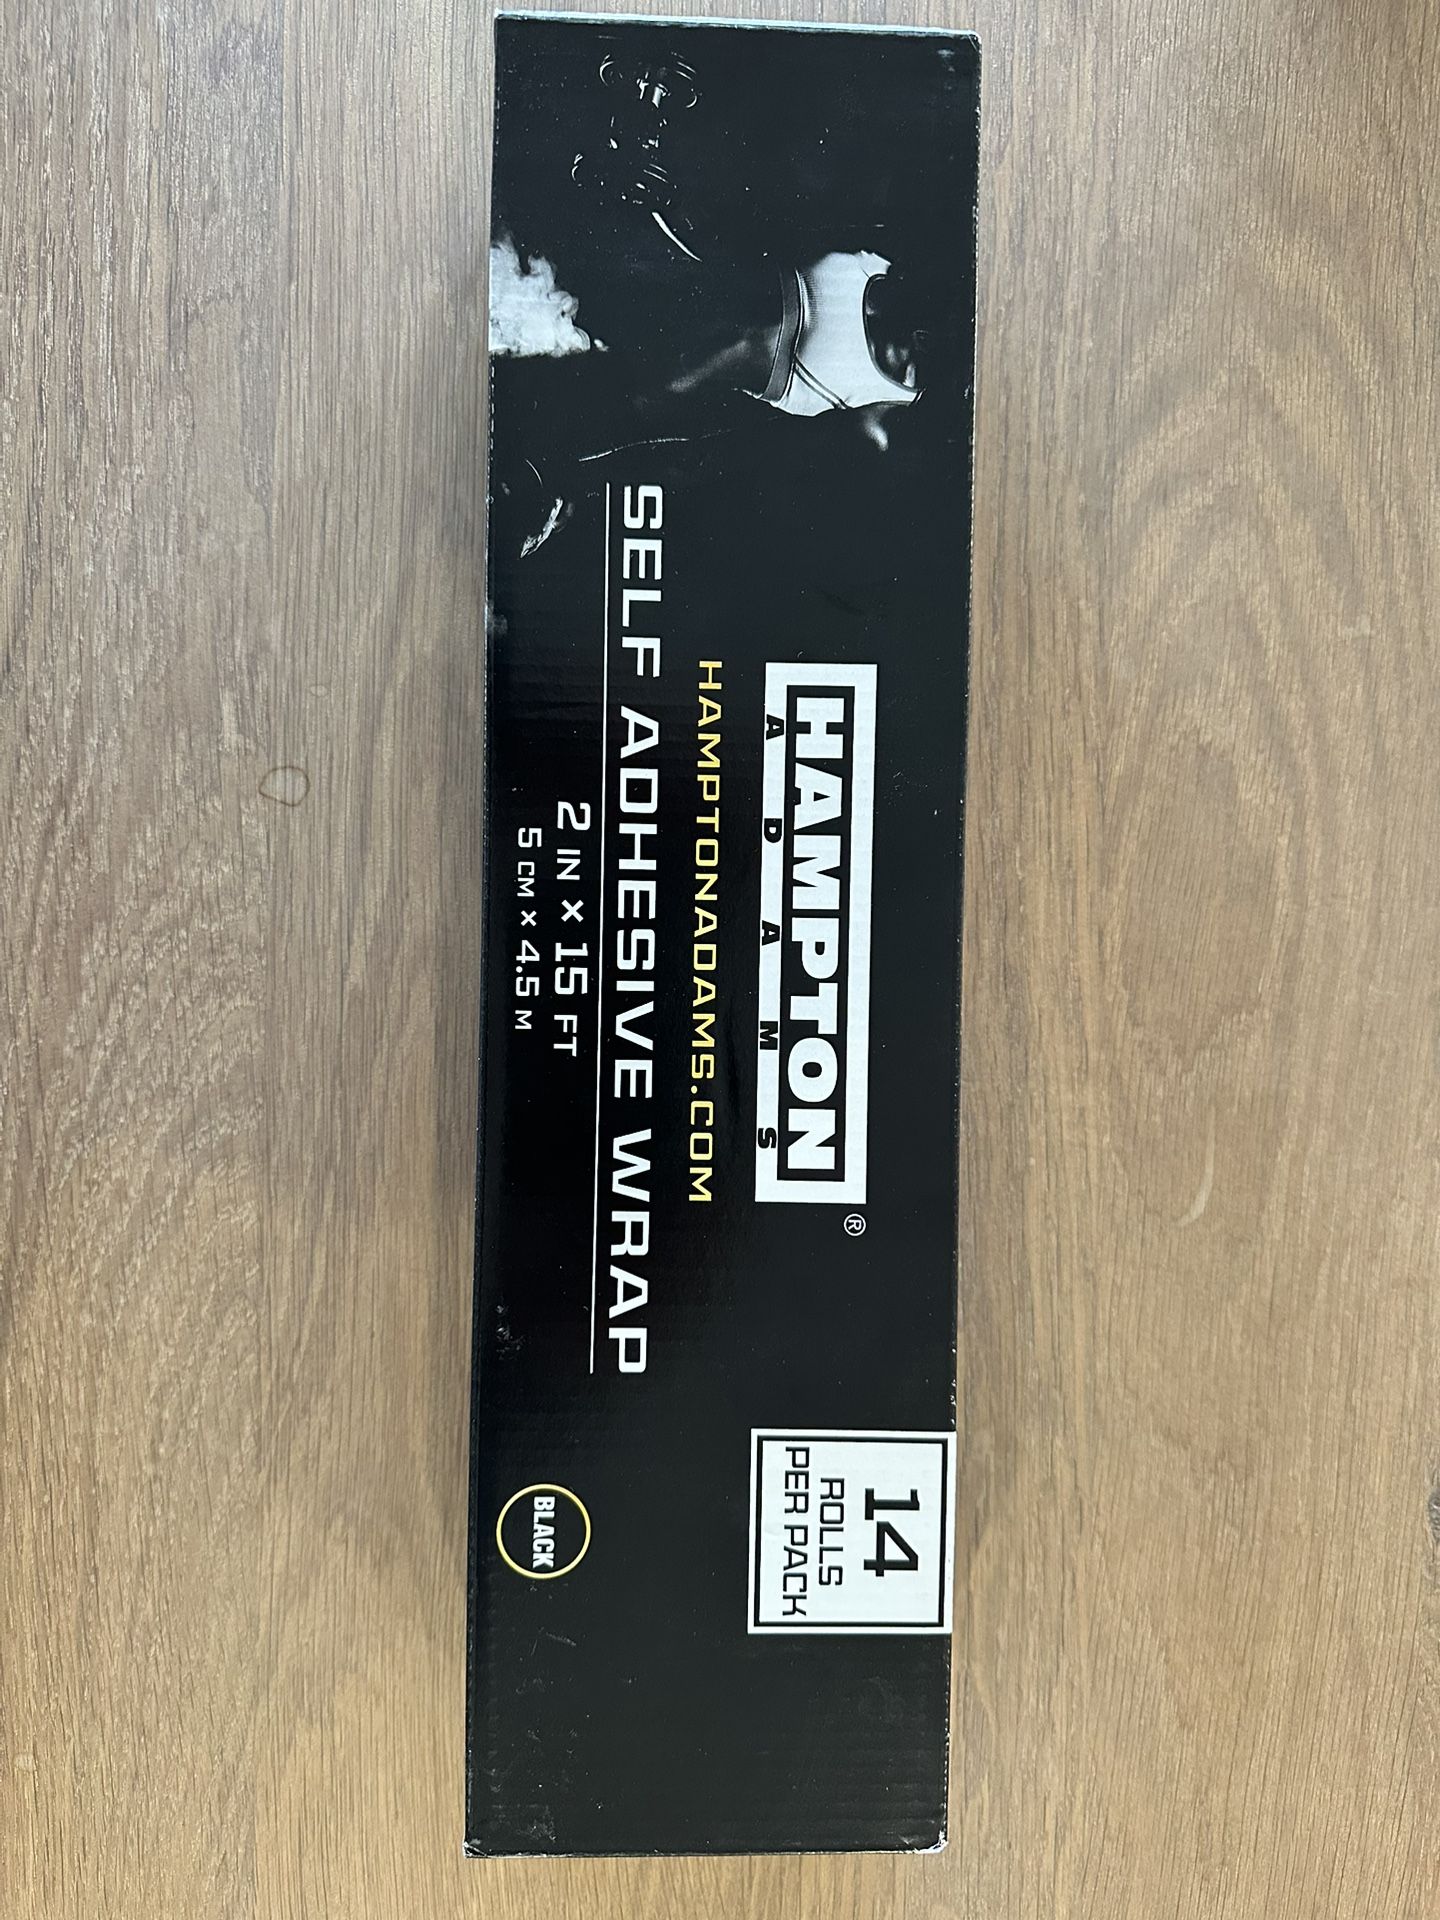 HAMPTON
ADAMS
®
HAMPTONADAMS.COM
SELF ADHESIVE WRAP
2 IN × 15 FT
5 CM × 4.5 M
14
ROLLS
PER PACK
BLACK